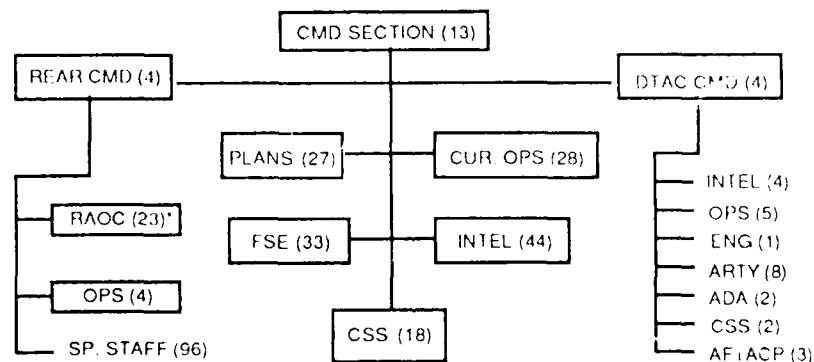 CMD SECTION (13)
REAR CMD (4)
DTAC CMD (4)
PLANS (27)
CUR. OPS (28)
INTEL (4)
RAOC (23)*
OPS (5)
FSE (33)
INTEL (44)
ENG (1)
ARTY (8)
OPS (4)
ADA (2)
CSS (18)
CSS (2)
SP. STAFF (96)
AFTACP (3)